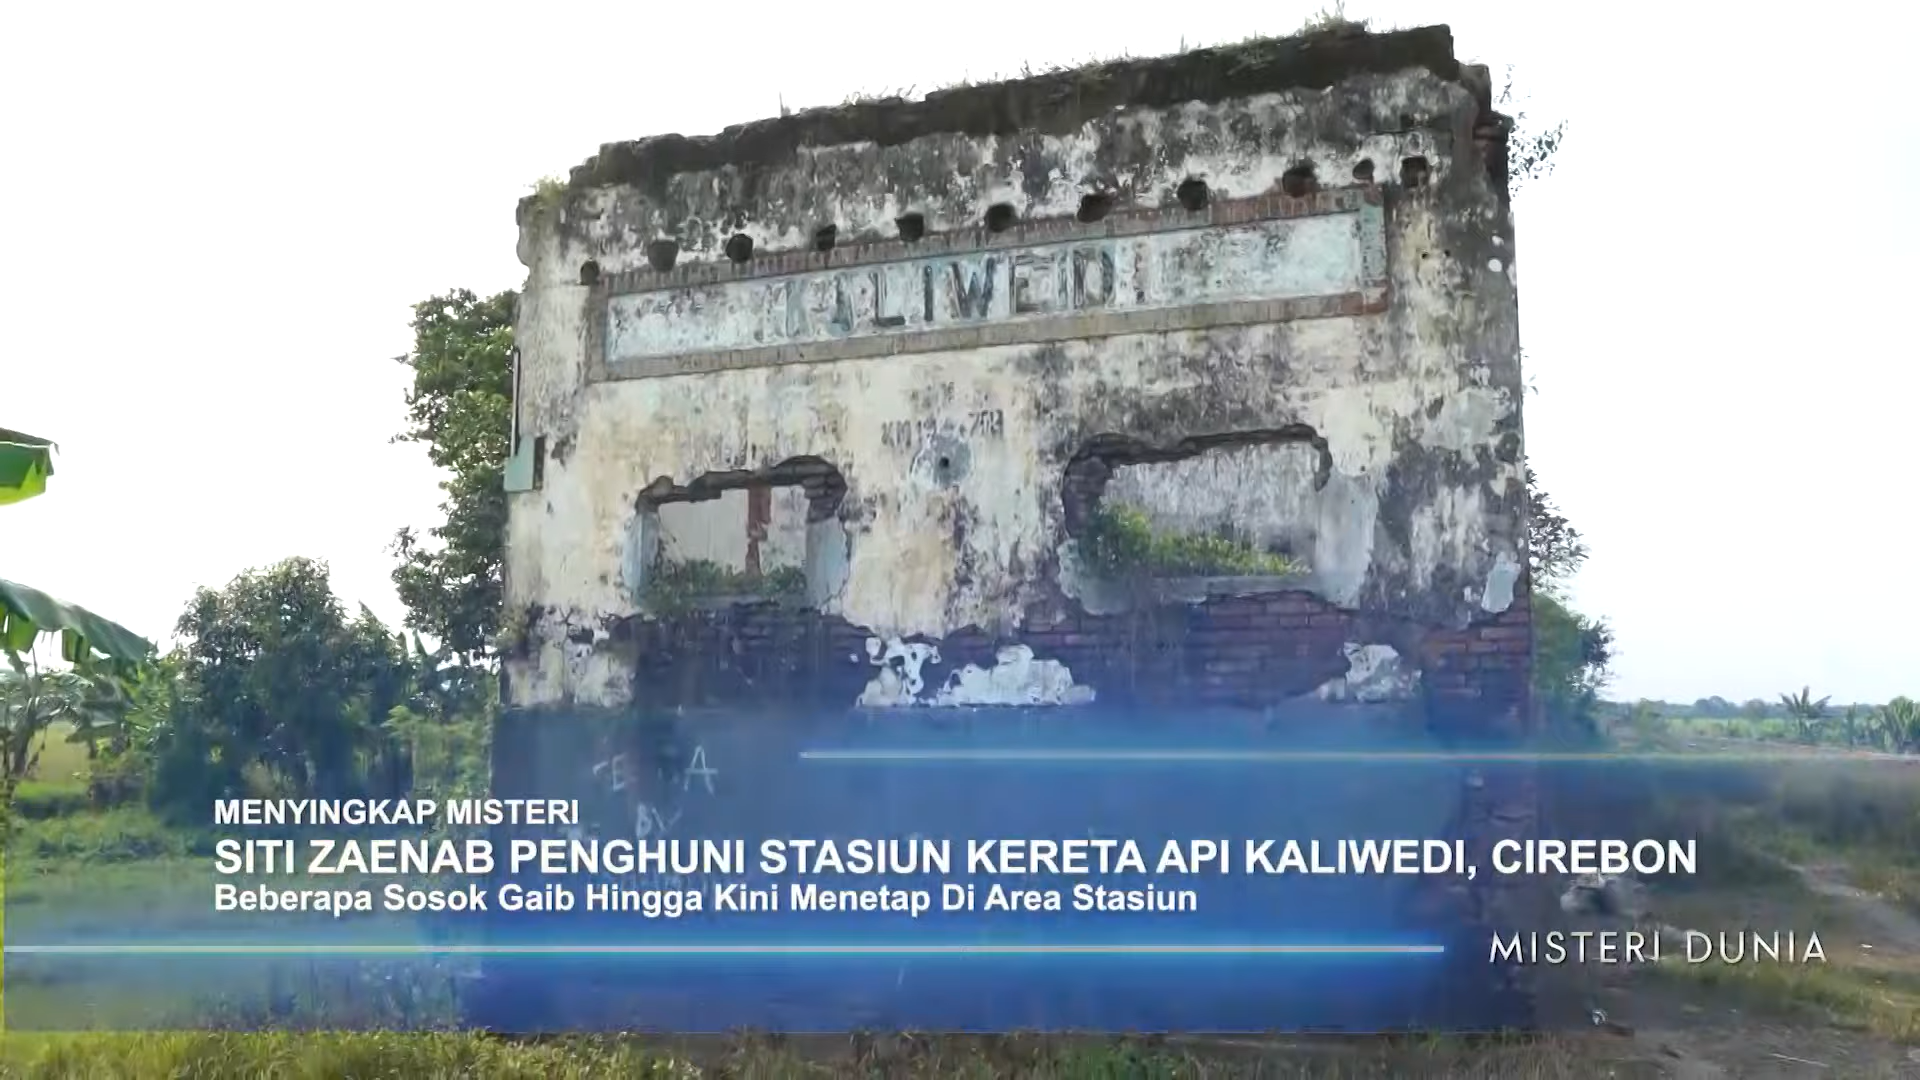 KALIWEDI
MENYINGKAP MISTERI
SITI ZAENAB PENGHUNI STASIUN KERETA API KALIWEDI, CIREBON
Beberapa Sosok Gaib Hingga Kini Menetap Di Area Stasiun
MISTERI DUNIA